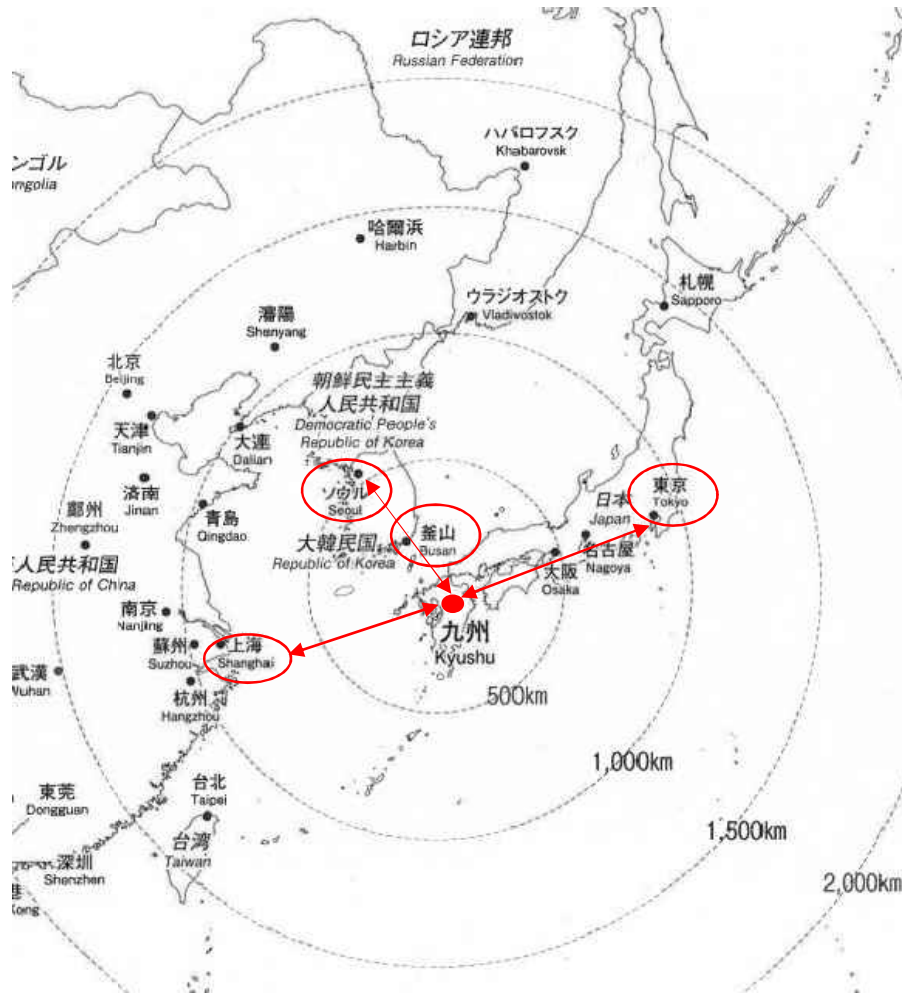 ロシア連邦
Russian Federation
ハバロフスク
Khabarovsk
ンゴル
ongolia
哈爾浜
Harbin
札幌
Sapporo
ウラジオストク
Vladivostok
瀋陽
Shenyang
北京
Beijing
朝鮮民主主義
人民共和国
Democratic People's
Republic of Korea
天津
Tianjin
大連
Dalian
済南
Jinan
ソウル
Seoul
東京
Tokyo
日本
Japan
青島
Qingdao
鄭州
Zhengzhou
釜山
Busan
大韓民国
Republic of Korea
名古屋
Nagoya
大阪
Osaka
人民共和国
Republic of China
南京
Nanjing
九州
Kyushu
蘇州
Suzhou
上海
Shanghai
武漢
Wuhan
杭州
Hangzhou
500km
1,000km
台北
Taipei
東莞
Dongguan
1,500km
台湾
Taiwan
深圳
Shenzhen
2,000km
港
Kong